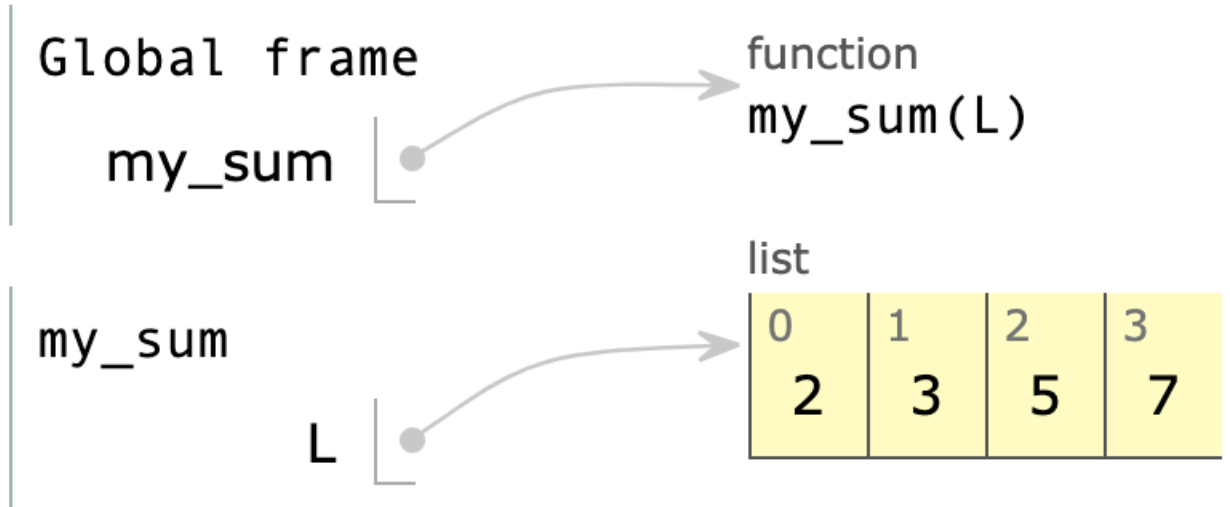 Global frame
my_sum
function
my_sum(L)
my_sum
L
list
0 1 2 3
2 3 5 7